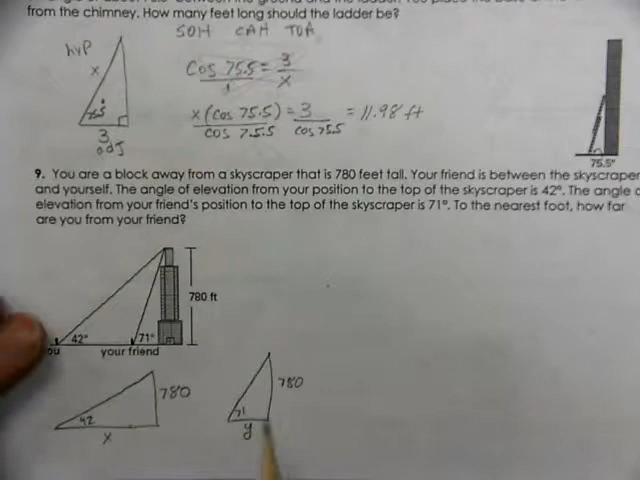 from the chimney. How many feet long should the ladder be?
SOH CAH TOA
hyp
x
Cos 75.5 = 3
1 x
x (cos 75.5) = 3 = 11.98 ft
cos 75.5 cos 75.5
3
adj
75.5°
9. You are a block away from a skyscraper that is 780 feet tall. Your friend is between the skyscraper
and yourself. The angle of elevation from your position to the top of the skyscraper is 42°. The angle
elevation from your friend's position to the top of the skyscraper is 71°. To the nearest foot, how far
are you from your friend?
780 ft
42° 71°
your friend
780
42
x
780
71
y